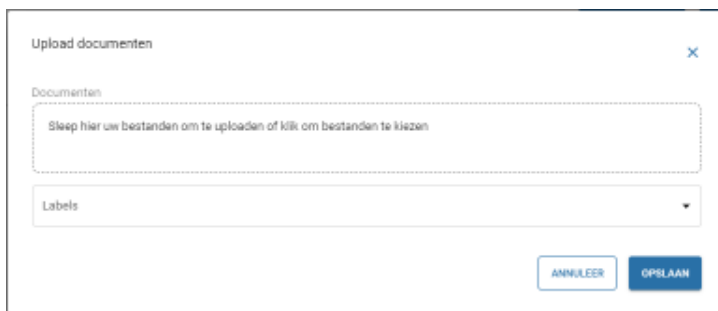 Upload documenten
Documenten
Sleep hier uw bestanden om te uploaden of klik om bestanden te kiezen
Labels
ANNULEER
OPSLAAN